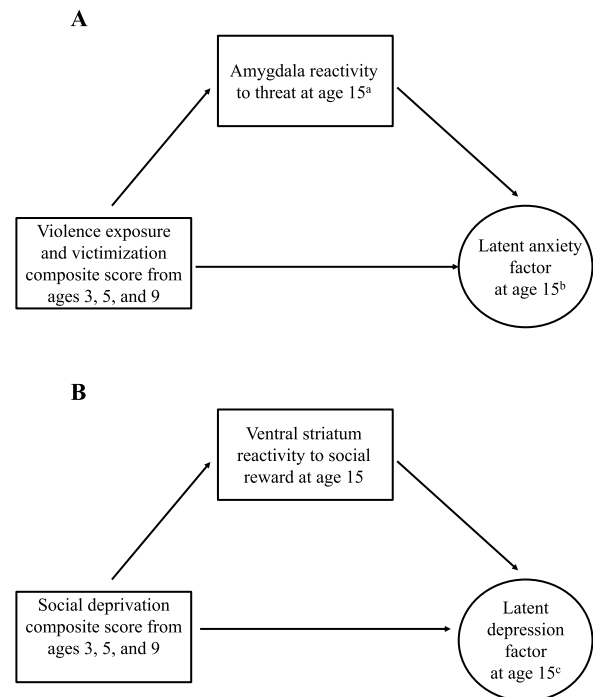 A
Amygdala reactivity
to threat at age 15ᵃ
Violence exposure
and victimization
composite score from
ages 3, 5, and 9
Latent anxiety
factor
at age 15ᵇ
B
Ventral striatum
reactivity to social
reward at age 15
Social deprivation
composite score from
ages 3, 5, and 9
Latent
depression
factor
at age 15ᶜ